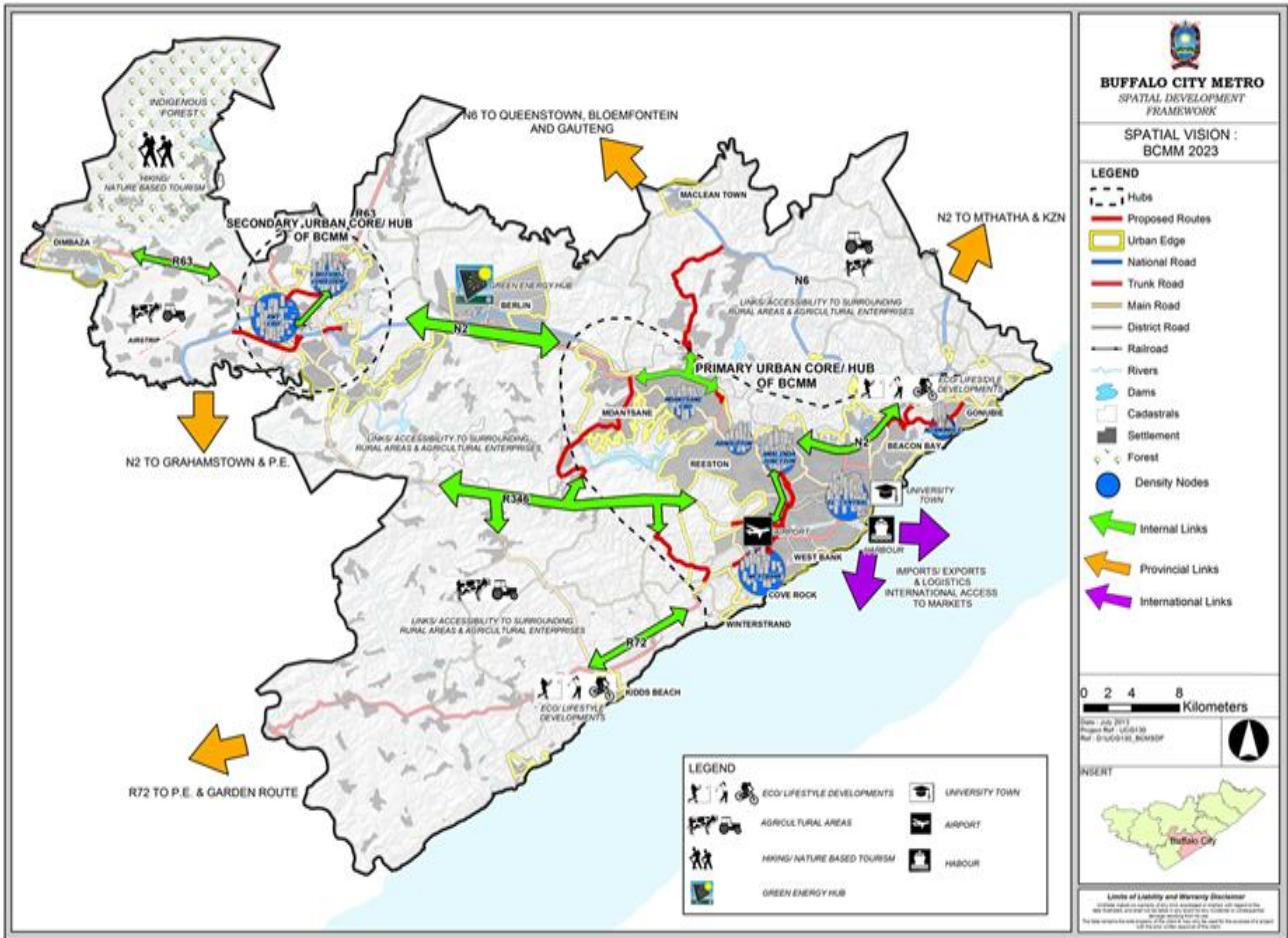 INDIGENOUS
FOREST
HIKING/
NATURE BASED TOURISM
N6 TO QUEENSTOWN, BLOEMFONTEIN
AND GAUTENG
MACLEAN TOWN
N2 TO MTHATHA & KZN
R63
SECONDARY URBAN CORE/ HUB
OF BCMM
DIMBAZA
R63
GREEN ENERGY HUB
BERLIN
N6
LINKS/ ACCESSIBILITY TO SURROUNDING
RURAL AREAS & AGRICULTURAL ENTERPRISES
AIRSTRIP
N2
PRIMARY URBAN CORE/ HUB
OF BCMM
ECO/ LIFESTYLE
DEVELOPMENTS
GONUBIE
MDANTSANE
N2
BEACON BAY
N2 TO GRAHAMSTOWN & P.E.
LINKS/ ACCESSIBILITY TO SURROUNDING
RURAL AREAS & AGRICULTURAL ENTERPRISES
REESTON
AMALINDA
JUNCTION
R346
UNIVERSITY
TOWN
AIRPORT
HARBOUR
WEST BANK
IMPORTS/ EXPORTS
& LOGISTICS
INTERNATIONAL ACCESS
TO MARKETS
COVE ROCK
LINKS/ ACCESSIBILITY TO SURROUNDING
RURAL AREAS & AGRICULTURAL ENTERPRISES
WINTERSTRAND
R72
KIDDS BEACH
ECO/ LIFESTYLE
DEVELOPMENTS
R72 TO P.E. & GARDEN ROUTE
LEGEND
ECO/ LIFESTYLE DEVELOPMENTS
UNIVERSITY TOWN
AGRICULTURAL AREAS
AIRPORT
HIKING/ NATURE BASED TOURISM
HABOUR
GREEN ENERGY HUB
BUFFALO CITY METRO
SPATIAL DEVELOPMENT
FRAMEWORK
SPATIAL VISION :
BCMM 2023
LEGEND
Hubs
Proposed Routes
Urban Edge
National Road
Trunk Road
Main Road
District Road
Railroad
Rivers
Dams
Cadastrals
Settlement
Forest
Density Nodes
Internal Links
Provincial Links
International Links
0 2 4 8
Kilometers
Date : July 2013
INSERT
Buffalo City
Limits of Liability and Warranty Disclaimer